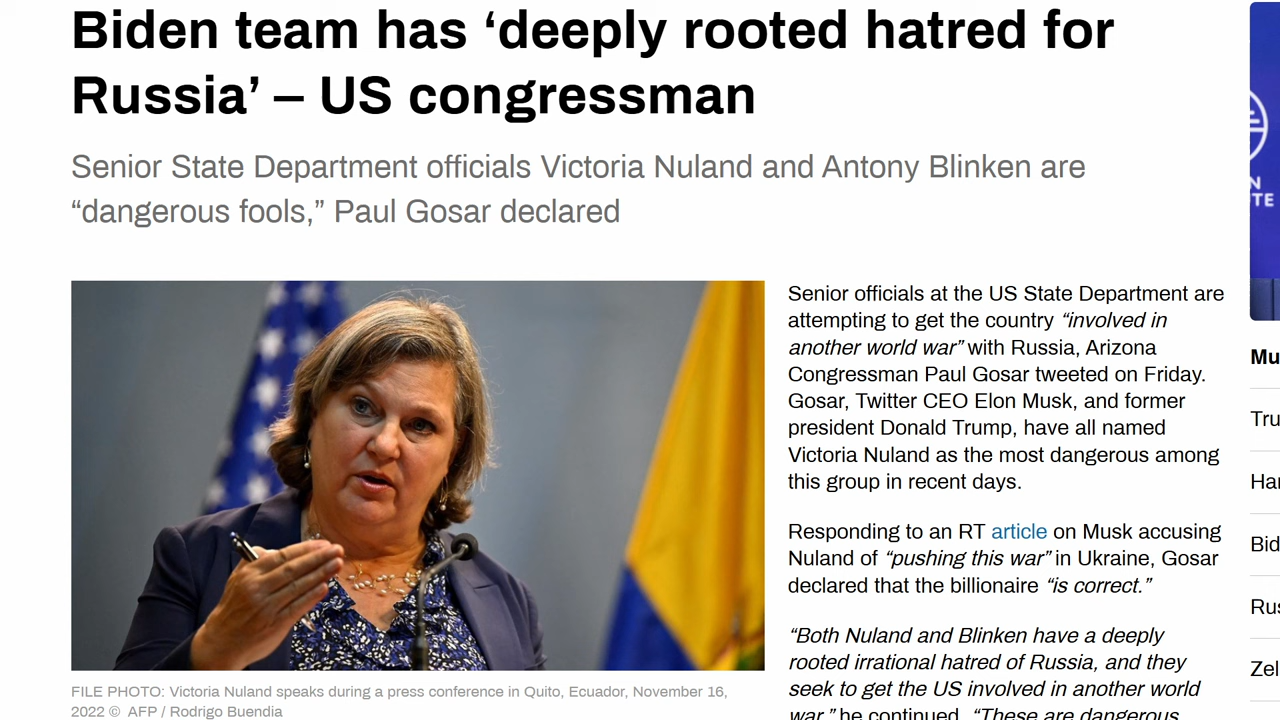 Biden team has ‘deeply rooted hatred for
Russia’ – US congressman
Senior State Department officials Victoria Nuland and Antony Blinken are
“dangerous fools,” Paul Gosar declared
Senior officials at the US State Department are
attempting to get the country “involved in
another world war” with Russia, Arizona
Congressman Paul Gosar tweeted on Friday.
Gosar, Twitter CEO Elon Musk, and former
president Donald Trump, have all named
Victoria Nuland as the most dangerous among
this group in recent days.
Responding to an RT article on Musk accusing
Nuland of “pushing this war” in Ukraine, Gosar
declared that the billionaire “is correct.”
“Both Nuland and Blinken have a deeply
rooted irrational hatred of Russia, and they
seek to get the US involved in another world
war,” he continued. “These are dangerous
FILE PHOTO: Victoria Nuland speaks during a press conference in Quito, Ecuador, November 16,
2022 © AFP / Rodrigo Buendia
N
TE
Mu
Tru
Har
Bid
Rus
Zel